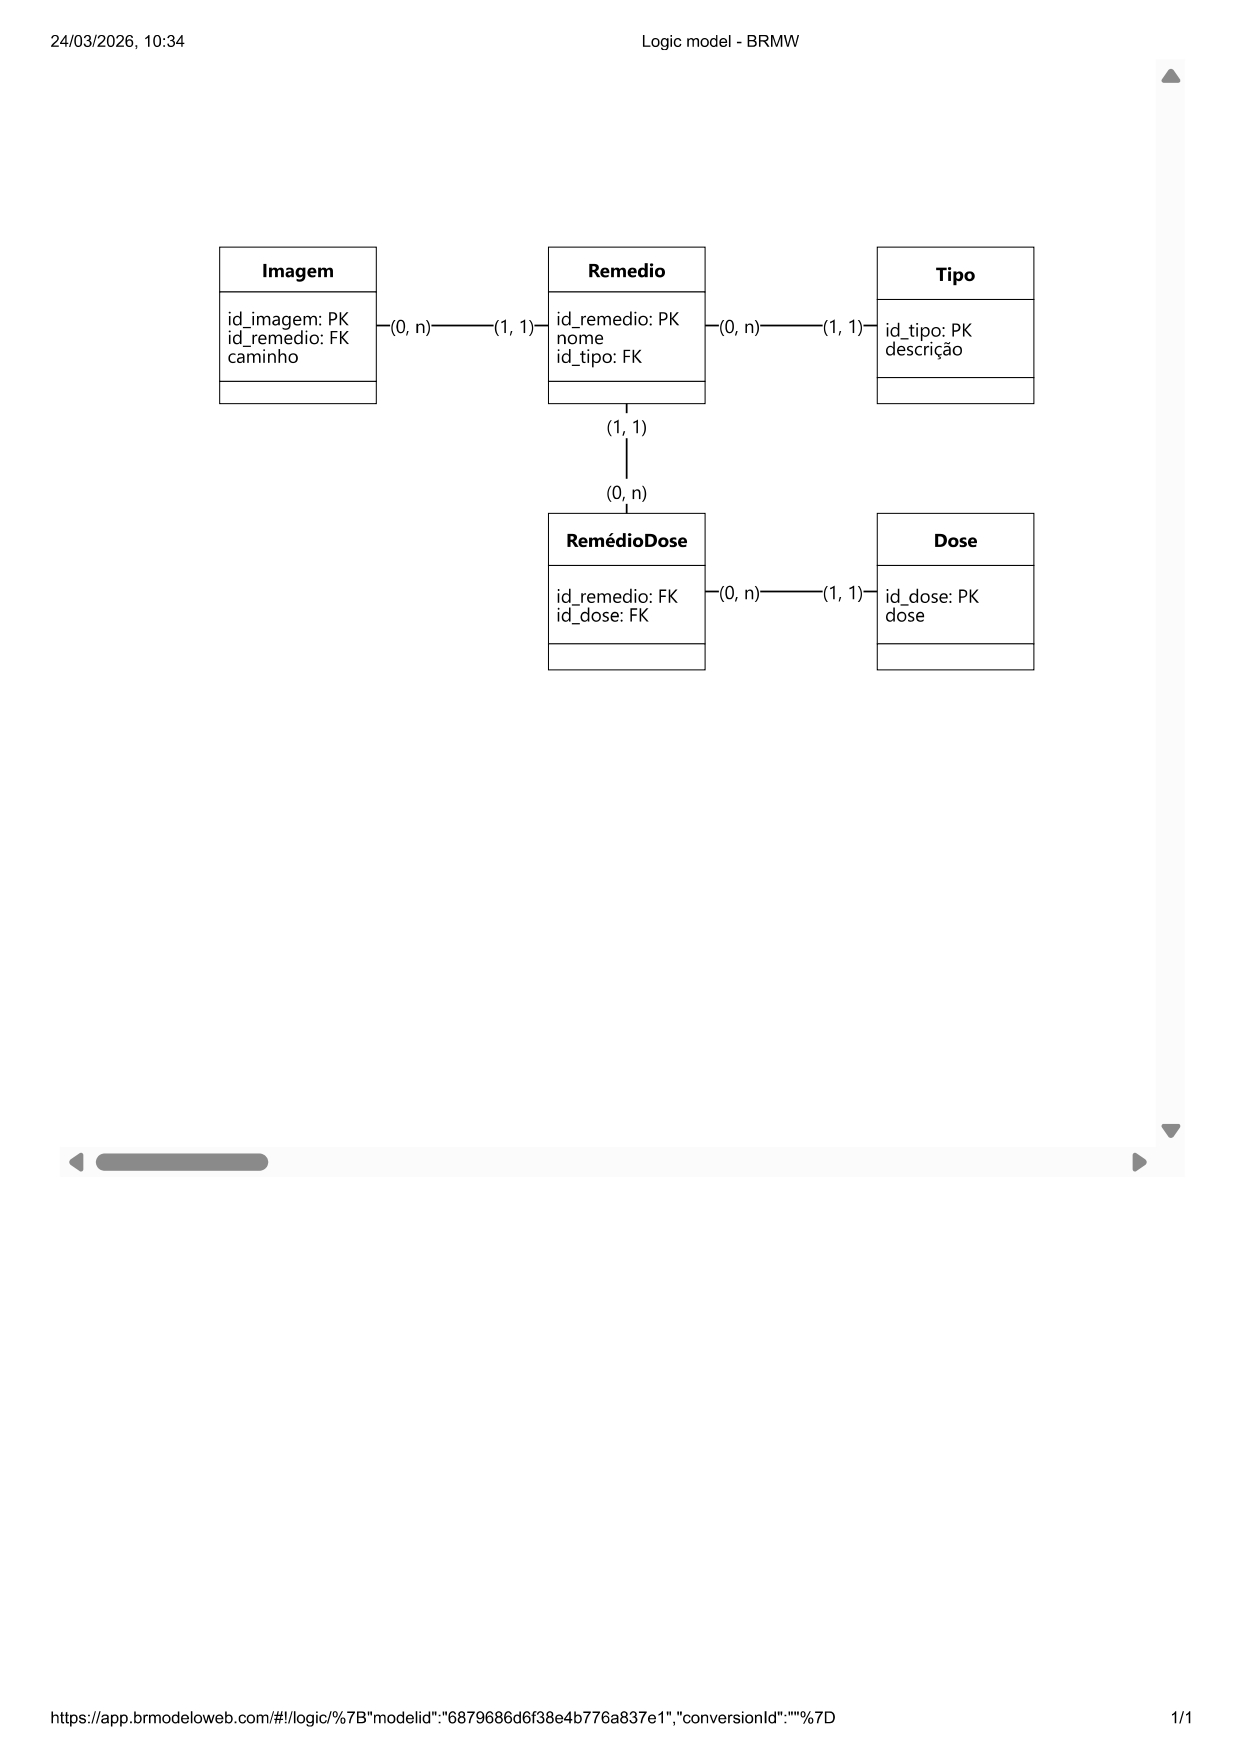 24/03/2026, 10:34
Logic model - BRMW
Imagem
id_imagem: PK
id_remedio: FK
caminho
(0, n)
(1, 1)
Remedio
id_remedio: PK
nome
id_tipo: FK
(0, n)
(1, 1)
Tipo
id_tipo: PK
descrição
(1, 1)
(0, n)
RemédioDose
id_remedio: FK
id_dose: FK
(0, n)
(1, 1)
Dose
id_dose: PK
dose
https://app.brmodeloweb.com/#!/logic/%7B"modelid":"6879686d6f38e4b776a837e1","conversionId":""%7D
1/1